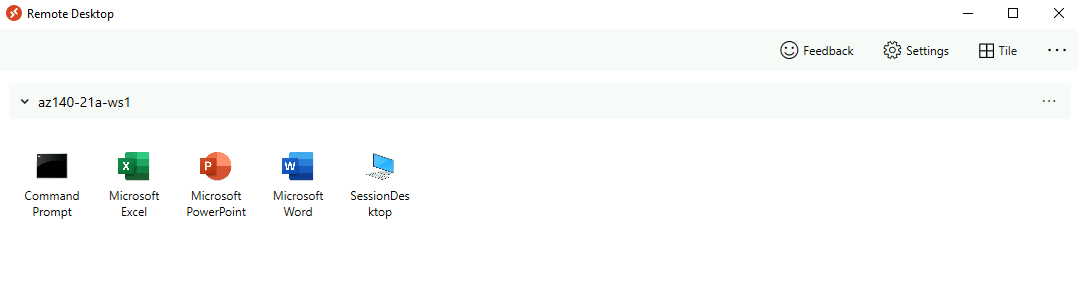 Remote Desktop
Feedback
Settings
Tile
az140-21a-ws1
Command
Prompt
Microsoft
Excel
Microsoft
PowerPoint
Microsoft
Word
SessionDes
ktop